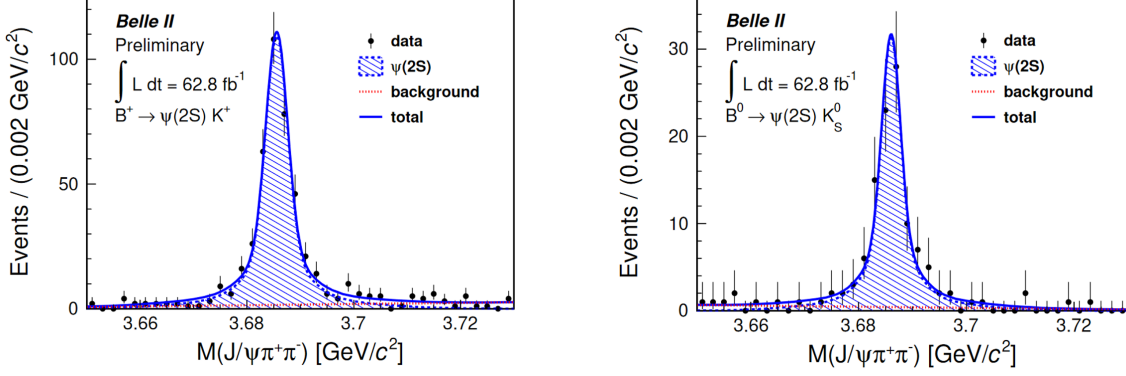 Belle II
Preliminary
∫ L dt = 62.8 fb⁻¹
B⁺ → ψ(2S) K⁺
data
ψ(2S)
background
total
Events / (0.002 GeV/c²)
100
50
0
3.66 3.68 3.7 3.72
M(J/ψπ⁺π⁻) [GeV/c²]
Belle II
Preliminary
∫ L dt = 62.8 fb⁻¹
B⁰ → ψ(2S) K⁰S
data
ψ(2S)
background
total
Events / (0.002 GeV/c²)
30
20
10
0
3.66 3.68 3.7 3.72
M(J/ψπ⁺π⁻) [GeV/c²]